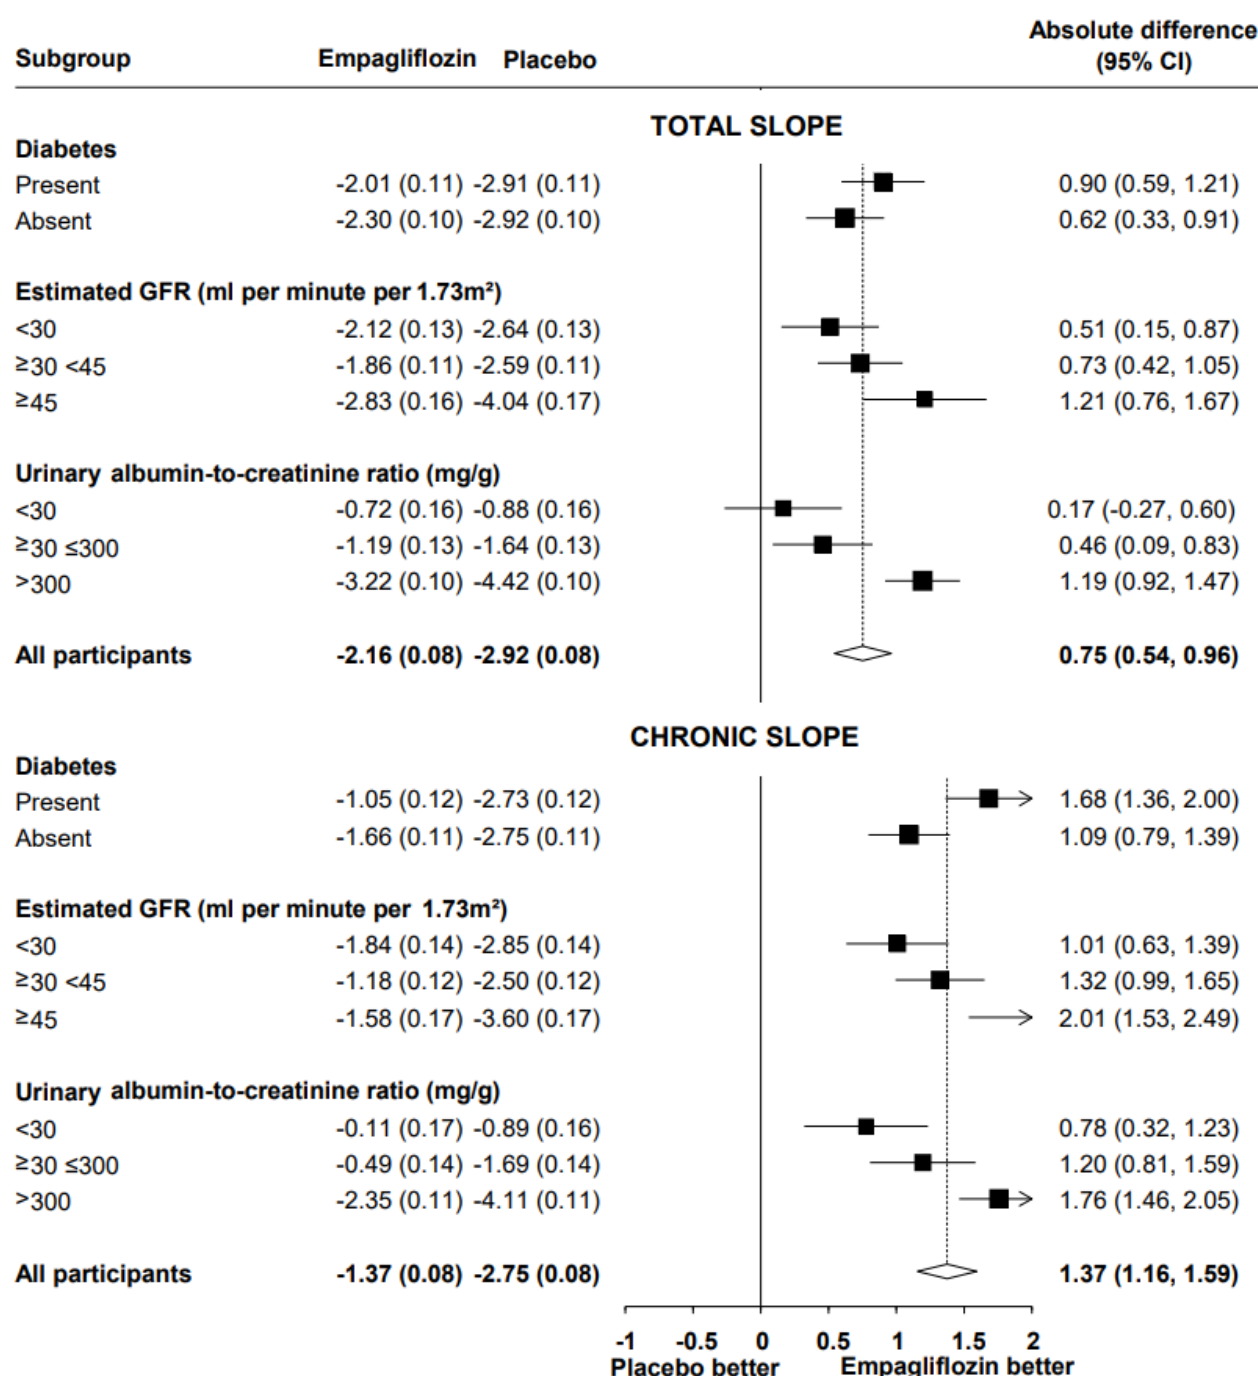 Absolute difference
Subgroup Empagliflozin Placebo (95% CI)
TOTAL SLOPE
Diabetes
Present -2.01 (0.11) -2.91 (0.11) 0.90 (0.59, 1.21)
Absent -2.30 (0.10) -2.92 (0.10) 0.62 (0.33, 0.91)
Estimated GFR (ml per minute per 1.73m²)
<30 -2.12 (0.13) -2.64 (0.13) 0.51 (0.15, 0.87)
≥30 <45 -1.86 (0.11) -2.59 (0.11) 0.73 (0.42, 1.05)
≥45 -2.83 (0.16) -4.04 (0.17) 1.21 (0.76, 1.67)
Urinary albumin-to-creatinine ratio (mg/g)
<30 -0.72 (0.16) -0.88 (0.16) 0.17 (-0.27, 0.60)
≥30 ≤300 -1.19 (0.13) -1.64 (0.13) 0.46 (0.09, 0.83)
>300 -3.22 (0.10) -4.42 (0.10) 1.19 (0.92, 1.47)
All participants -2.16 (0.08) -2.92 (0.08) 0.75 (0.54, 0.96)
CHRONIC SLOPE
Diabetes
Present -1.05 (0.12) -2.73 (0.12) 1.68 (1.36, 2.00)
Absent -1.66 (0.11) -2.75 (0.11) 1.09 (0.79, 1.39)
Estimated GFR (ml per minute per 1.73m²)
<30 -1.84 (0.14) -2.85 (0.14) 1.01 (0.63, 1.39)
≥30 <45 -1.18 (0.12) -2.50 (0.12) 1.32 (0.99, 1.65)
≥45 -1.58 (0.17) -3.60 (0.17) 2.01 (1.53, 2.49)
Urinary albumin-to-creatinine ratio (mg/g)
<30 -0.11 (0.17) -0.89 (0.16) 0.78 (0.32, 1.23)
≥30 ≤300 -0.49 (0.14) -1.69 (0.14) 1.20 (0.81, 1.59)
>300 -2.35 (0.11) -4.11 (0.11) 1.76 (1.46, 2.05)
All participants -1.37 (0.08) -2.75 (0.08) 1.37 (1.16, 1.59)
-1 -0.5 0 0.5 1 1.5 2
Placebo better Empagliflozin better